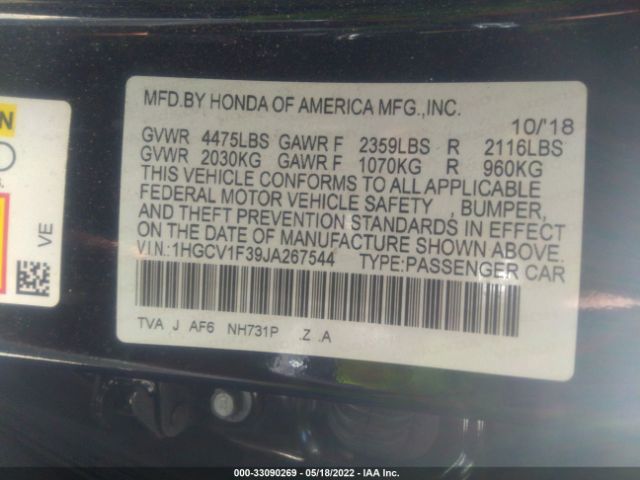 MFD.BY HONDA OF AMERICA MFG.,INC.
10/'18
GVWR 4475LBS GAWR F 2359LBS R 2116LBS
GVWR 2030KG GAWR F 1070KG R 960KG
THIS VEHICLE CONFORMS TO ALL APPLICABLE
FEDERAL MOTOR VEHICLE SAFETY , BUMPER,
AND THEFT PREVENTION STANDARDS IN EFFECT
ON THE DATE OF MANUFACTURE SHOWN ABOVE.
VIN:1HGCV1F39JA267544 TYPE:PASSENGER CAR
TVA J AF6 NH731P .Z .A
VE
000-33090269 - 05/18/2022 - IAA Inc.